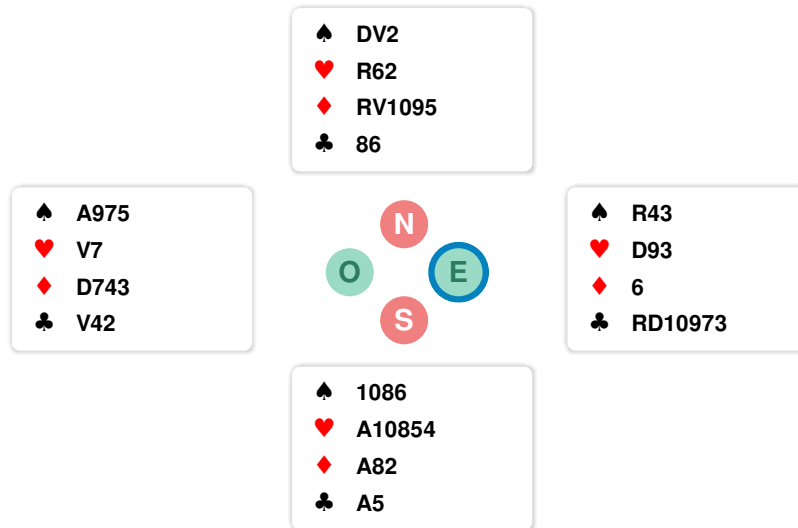 ♠ DV2
♥ R62
♦ RV1095
♣ 86
♠ A975
♥ V7
♦ D743
♣ V42
N
O
E
S
♠ R43
♥ D93
♦ 6
♣ RD10973
♠ 1086
♥ A10854
♦ A82
♣ A5